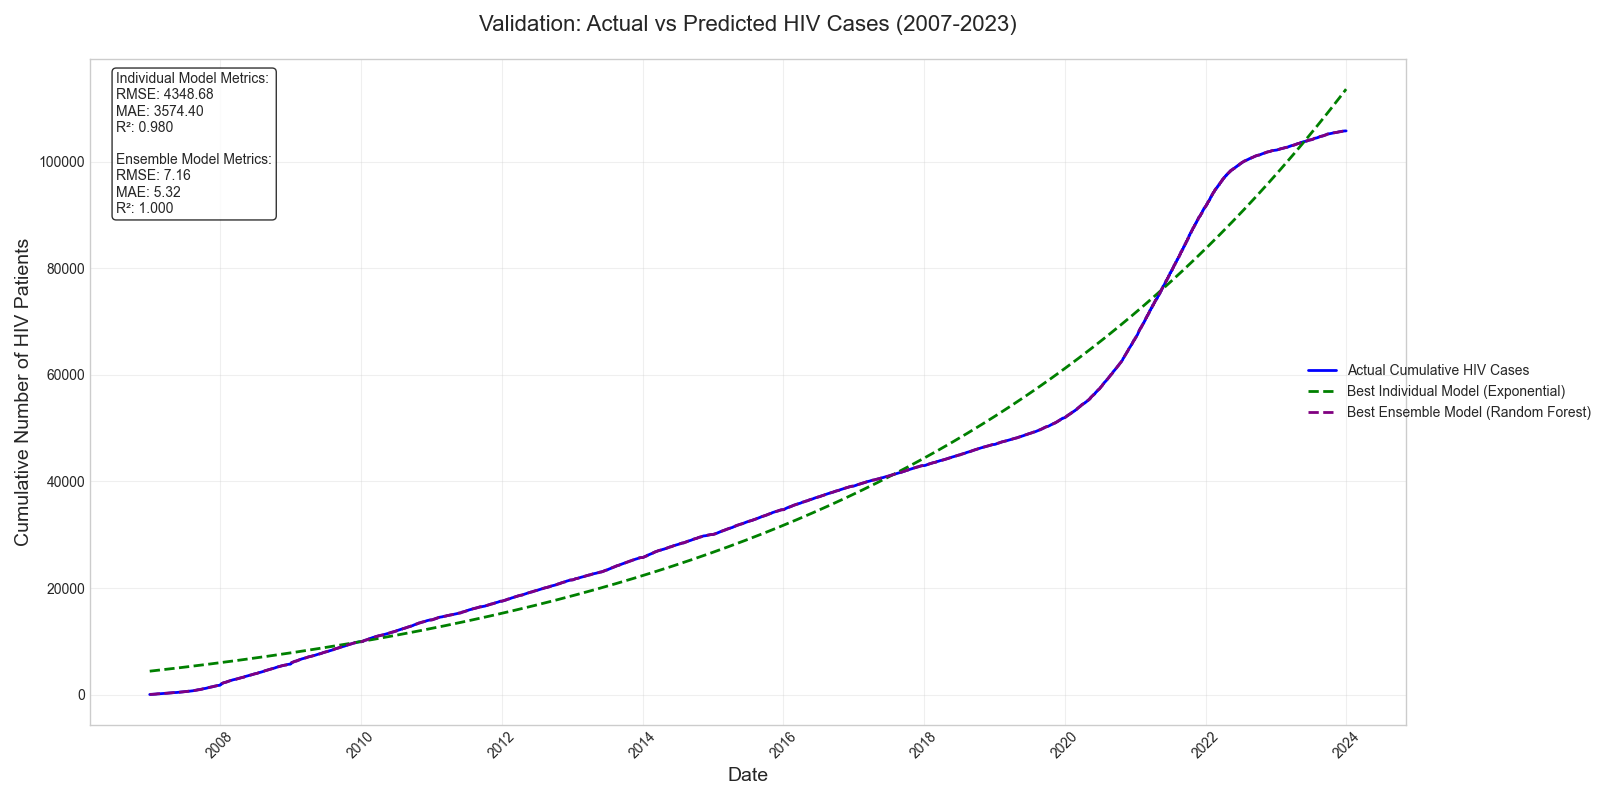 Validation: Actual vs Predicted HIV Cases (2007-2023)
Individual Model Metrics:
RMSE: 4348.68
MAE: 3574.40
R²: 0.980
Ensemble Model Metrics:
RMSE: 7.16
MAE: 5.32
R²: 1.000
Cumulative Number of HIV Patients
100000
80000
60000
40000
20000
0
Actual Cumulative HIV Cases
Best Individual Model (Exponential)
Best Ensemble Model (Random Forest)
2008
2010
2012
2014
2016
2018
2020
2022
2024
Date